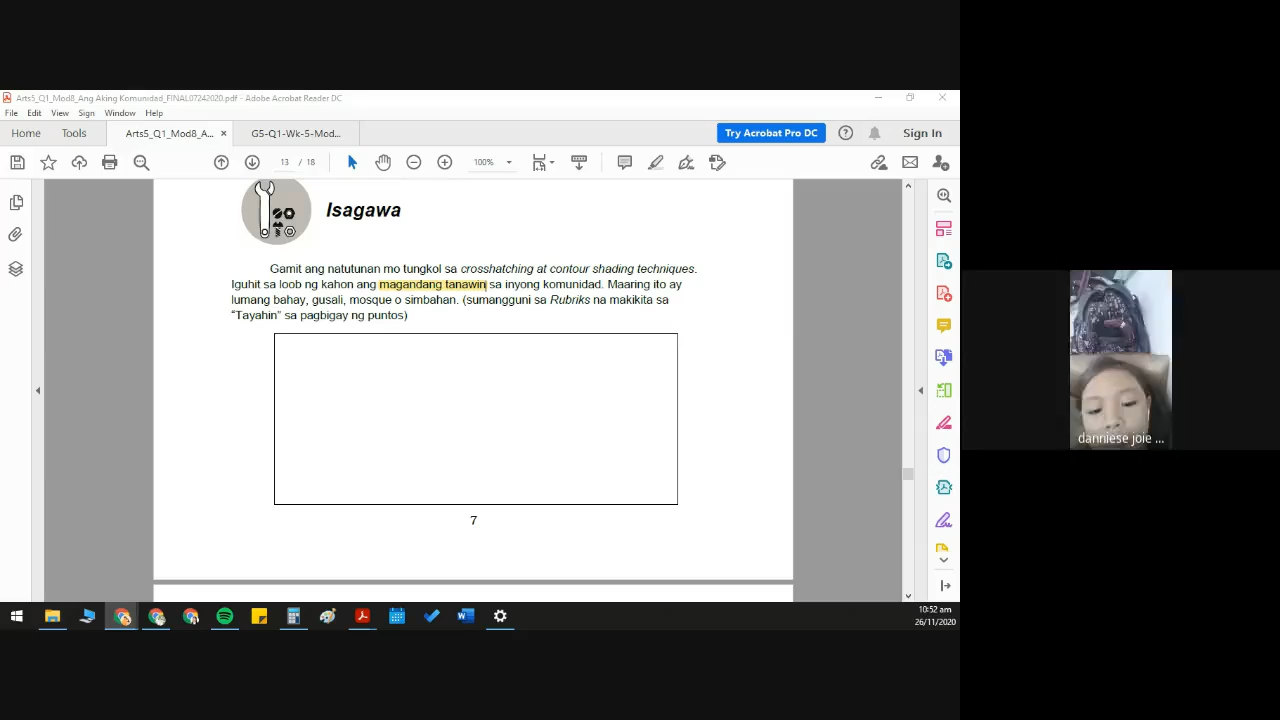 Arts5_Q1_Mod8_Ang Aking Komunidad_FINAL07242020.pdf - Adobe Acrobat Reader DC
File Edit View Sign Window Help
Home Tools Arts5_Q1_Mod8_A... × G5-Q1-Wk-5-Mod... Try Acrobat Pro DC Sign In
13 / 18 100%
Isagawa
Gamit ang natutunan mo tungkol sa crosshatching at contour shading techniques.
Iguhit sa loob ng kahon ang magandang tanawin sa inyong komunidad. Maaring ito ay
lumang bahay, gusali, mosque o simbahan. (sumangguni sa Rubriks na makikita sa
“Tayahin” sa pagbigay ng puntos)
7
danniese joie ...
10:52 am
26/11/2020